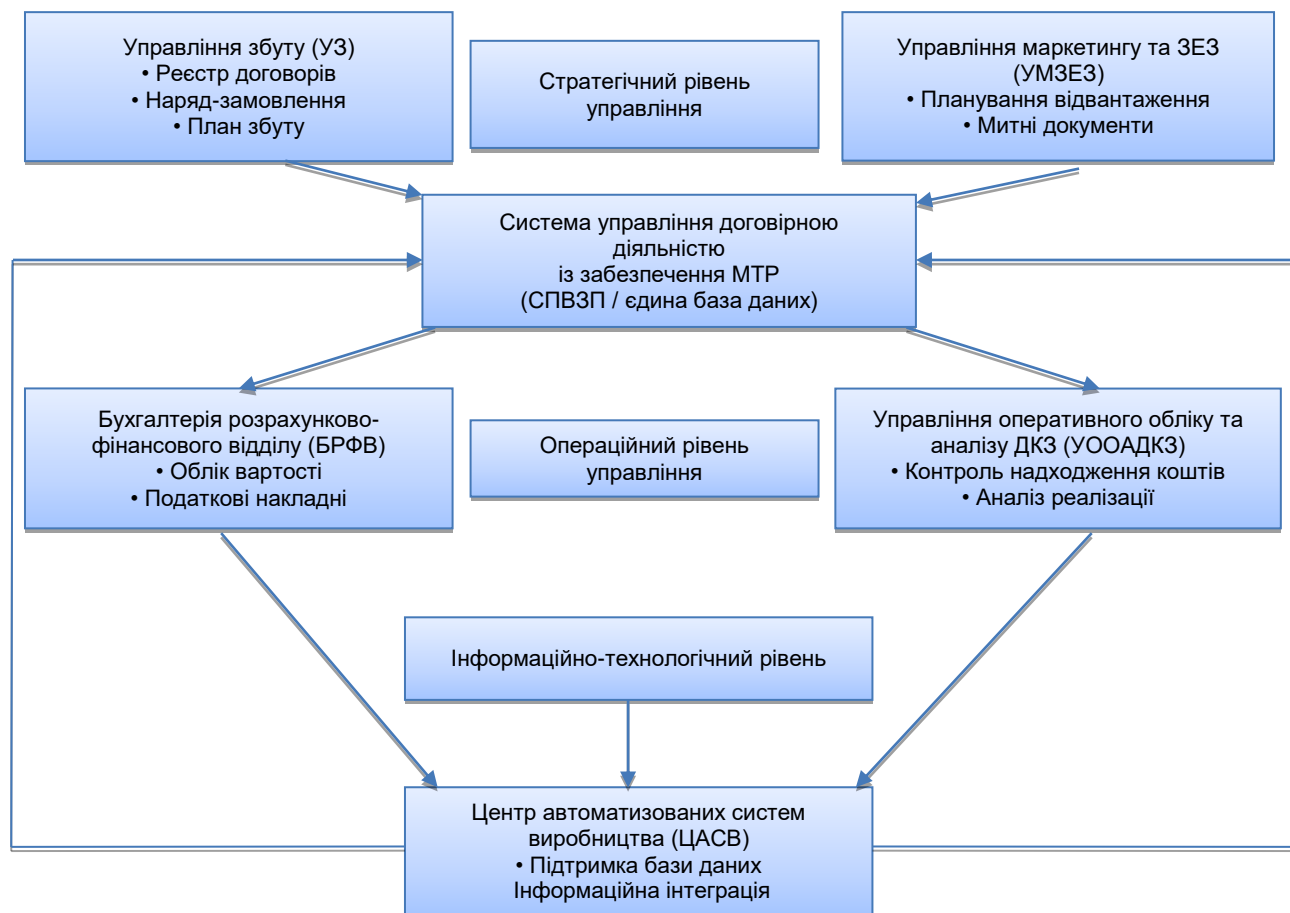 Управління збуту (УЗ)
• Реєстр договорів
• Наряд-замовлення
• План збуту
Стратегічний рівень
управління
Управління маркетингу та ЗЕЗ
(УМЗЕЗ)
• Планування відвантаження
• Митні документи
Система управління договірною
діяльністю
із забезпечення МТР
(СПВЗП / єдина база даних)
Бухгалтерія розрахунково-
фінансового відділу (БРФВ)
• Облік вартості
• Податкові накладні
Операційний рівень
управління
Управління оперативного обліку та
аналізу ДКЗ (УООАДКЗ)
• Контроль надходження коштів
• Аналіз реалізації
Інформаційно-технологічний рівень
Центр автоматизованих систем
виробництва (ЦАСВ)
• Підтримка бази даних
Інформаційна інтеграція